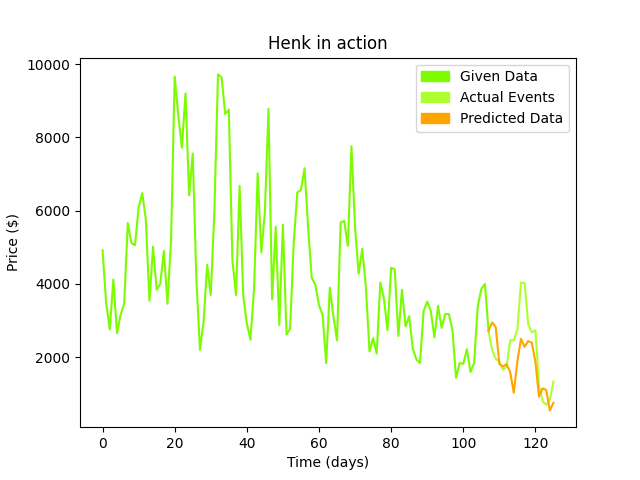 Henk in action
Given Data
Actual Events
Predicted Data
Price ($)
10000
8000
6000
4000
2000
0 20 40 60 80 100 120
Time (days)